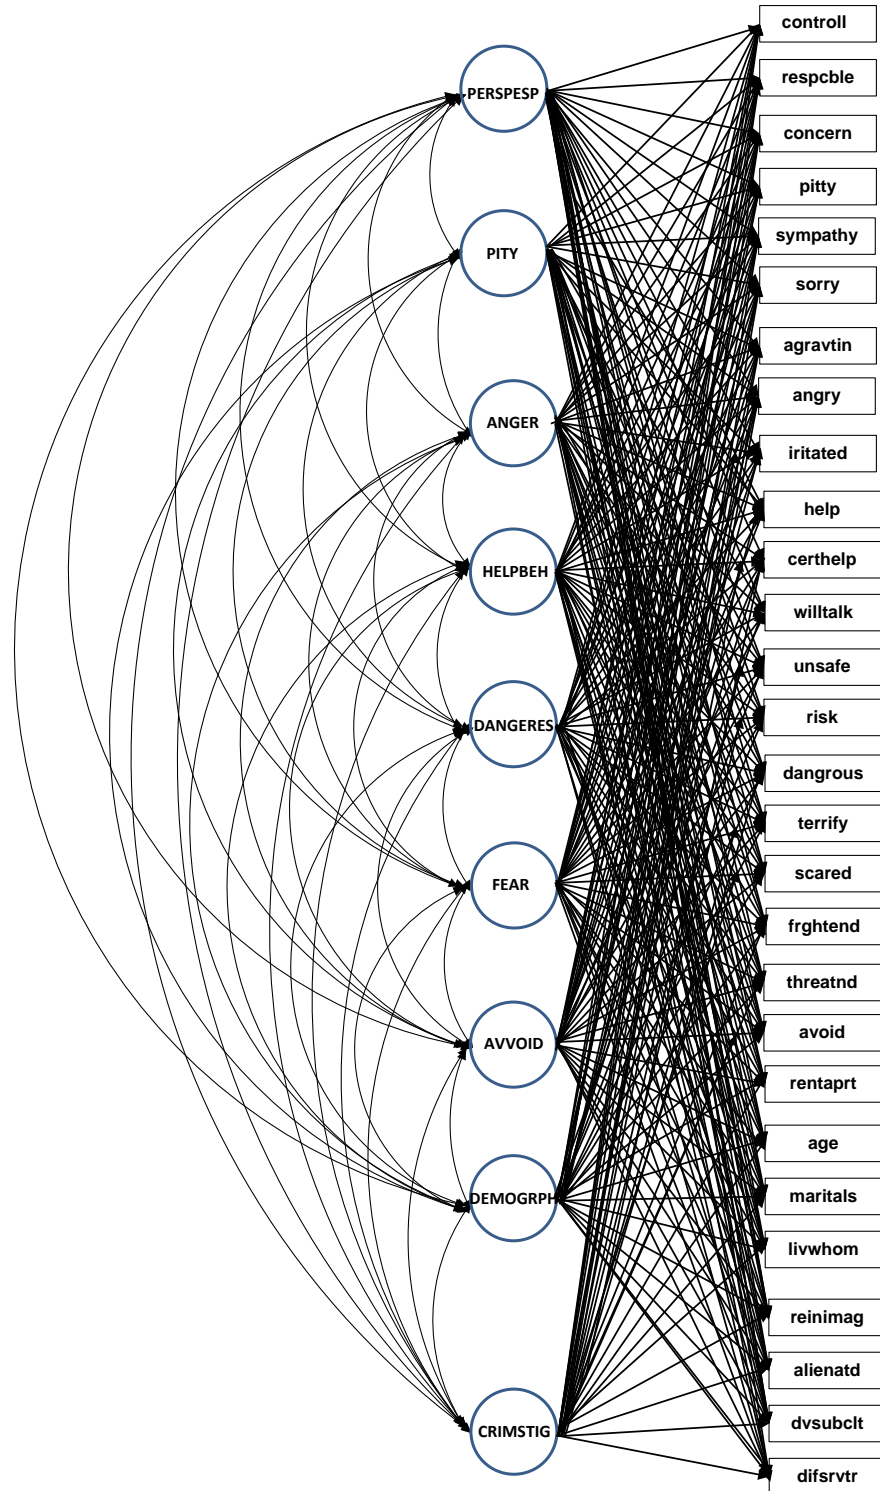 PERSPESP
PITY
ANGER
HELPBEH
DANGERES
FEAR
AVVOID
DEMOGRPH
CRIMSTIG
controll
respcble
concern
pitty
sympathy
sorry
agravtin
angry
iritated
help
certhelp
willtalk
unsafe
risk
dangrous
terrify
scared
frghtend
threatnd
avoid
rentaprt
age
maritals
livwhom
reinimag
alienatd
dvsubclt
difsrvtr